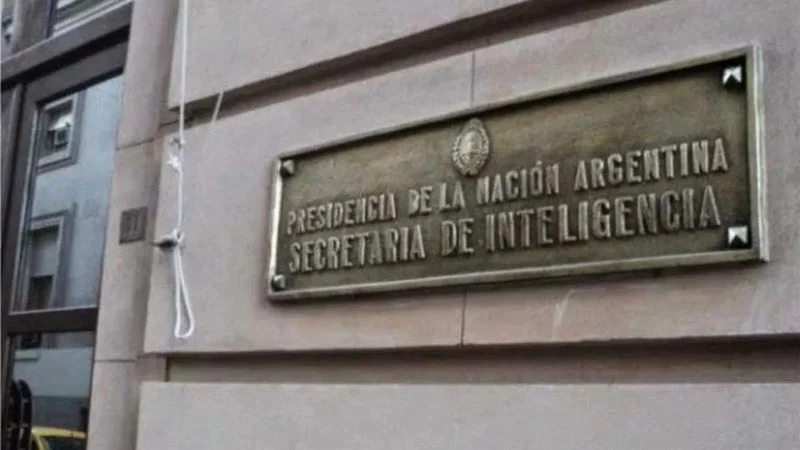 PRESIDENCIA DE LA NACIÓN ARGENTINA
SECRETARIA DE INTELIGENCIA